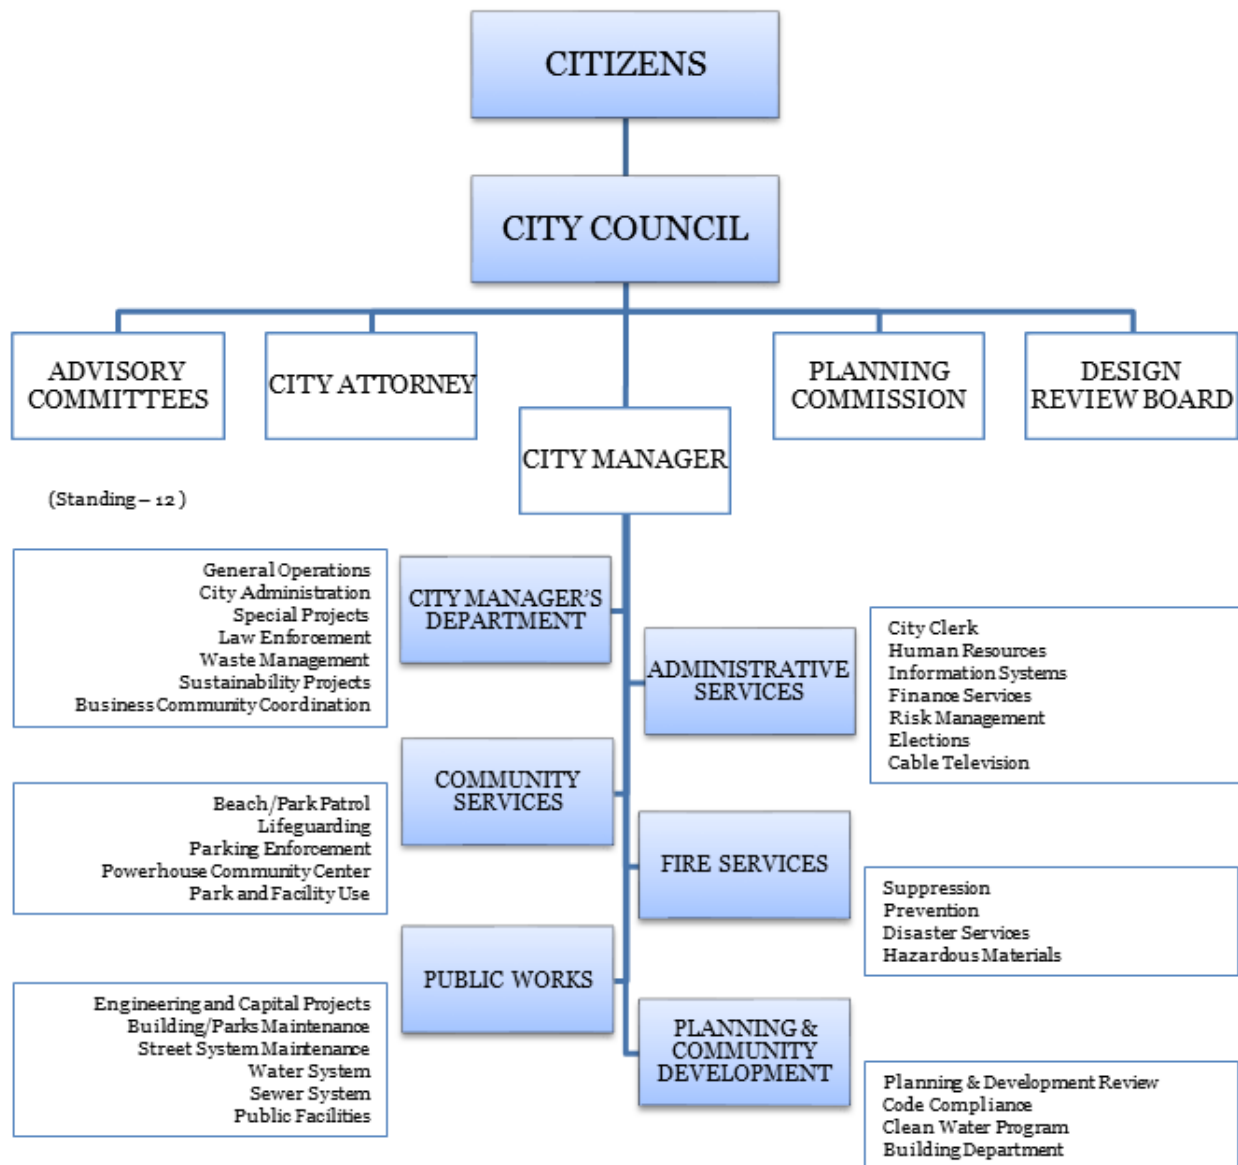 CITIZENS
CITY COUNCIL
ADVISORY
COMMITTEES
CITY ATTORNEY
PLANNING
COMMISSION
DESIGN
REVIEW BOARD
CITY MANAGER
(Standing – 12 )
General Operations
City Administration
Special Projects
Law Enforcement
Waste Management
Sustainability Projects
Business Community Coordination
CITY MANAGER'S
DEPARTMENT
ADMINISTRATIVE
SERVICES
City Clerk
Human Resources
Information Systems
Finance Services
Risk Management
Elections
Cable Television
COMMUNITY
SERVICES
Beach/Park Patrol
Lifeguarding
Parking Enforcement
Powerhouse Community Center
Park and Facility Use
FIRE SERVICES
Suppression
Prevention
Disaster Services
Hazardous Materials
PUBLIC WORKS
Engineering and Capital Projects
Building/Parks Maintenance
Street System Maintenance
Water System
Sewer System
Public Facilities
PLANNING &
COMMUNITY
DEVELOPMENT
Planning & Development Review
Code Compliance
Clean Water Program
Building Department